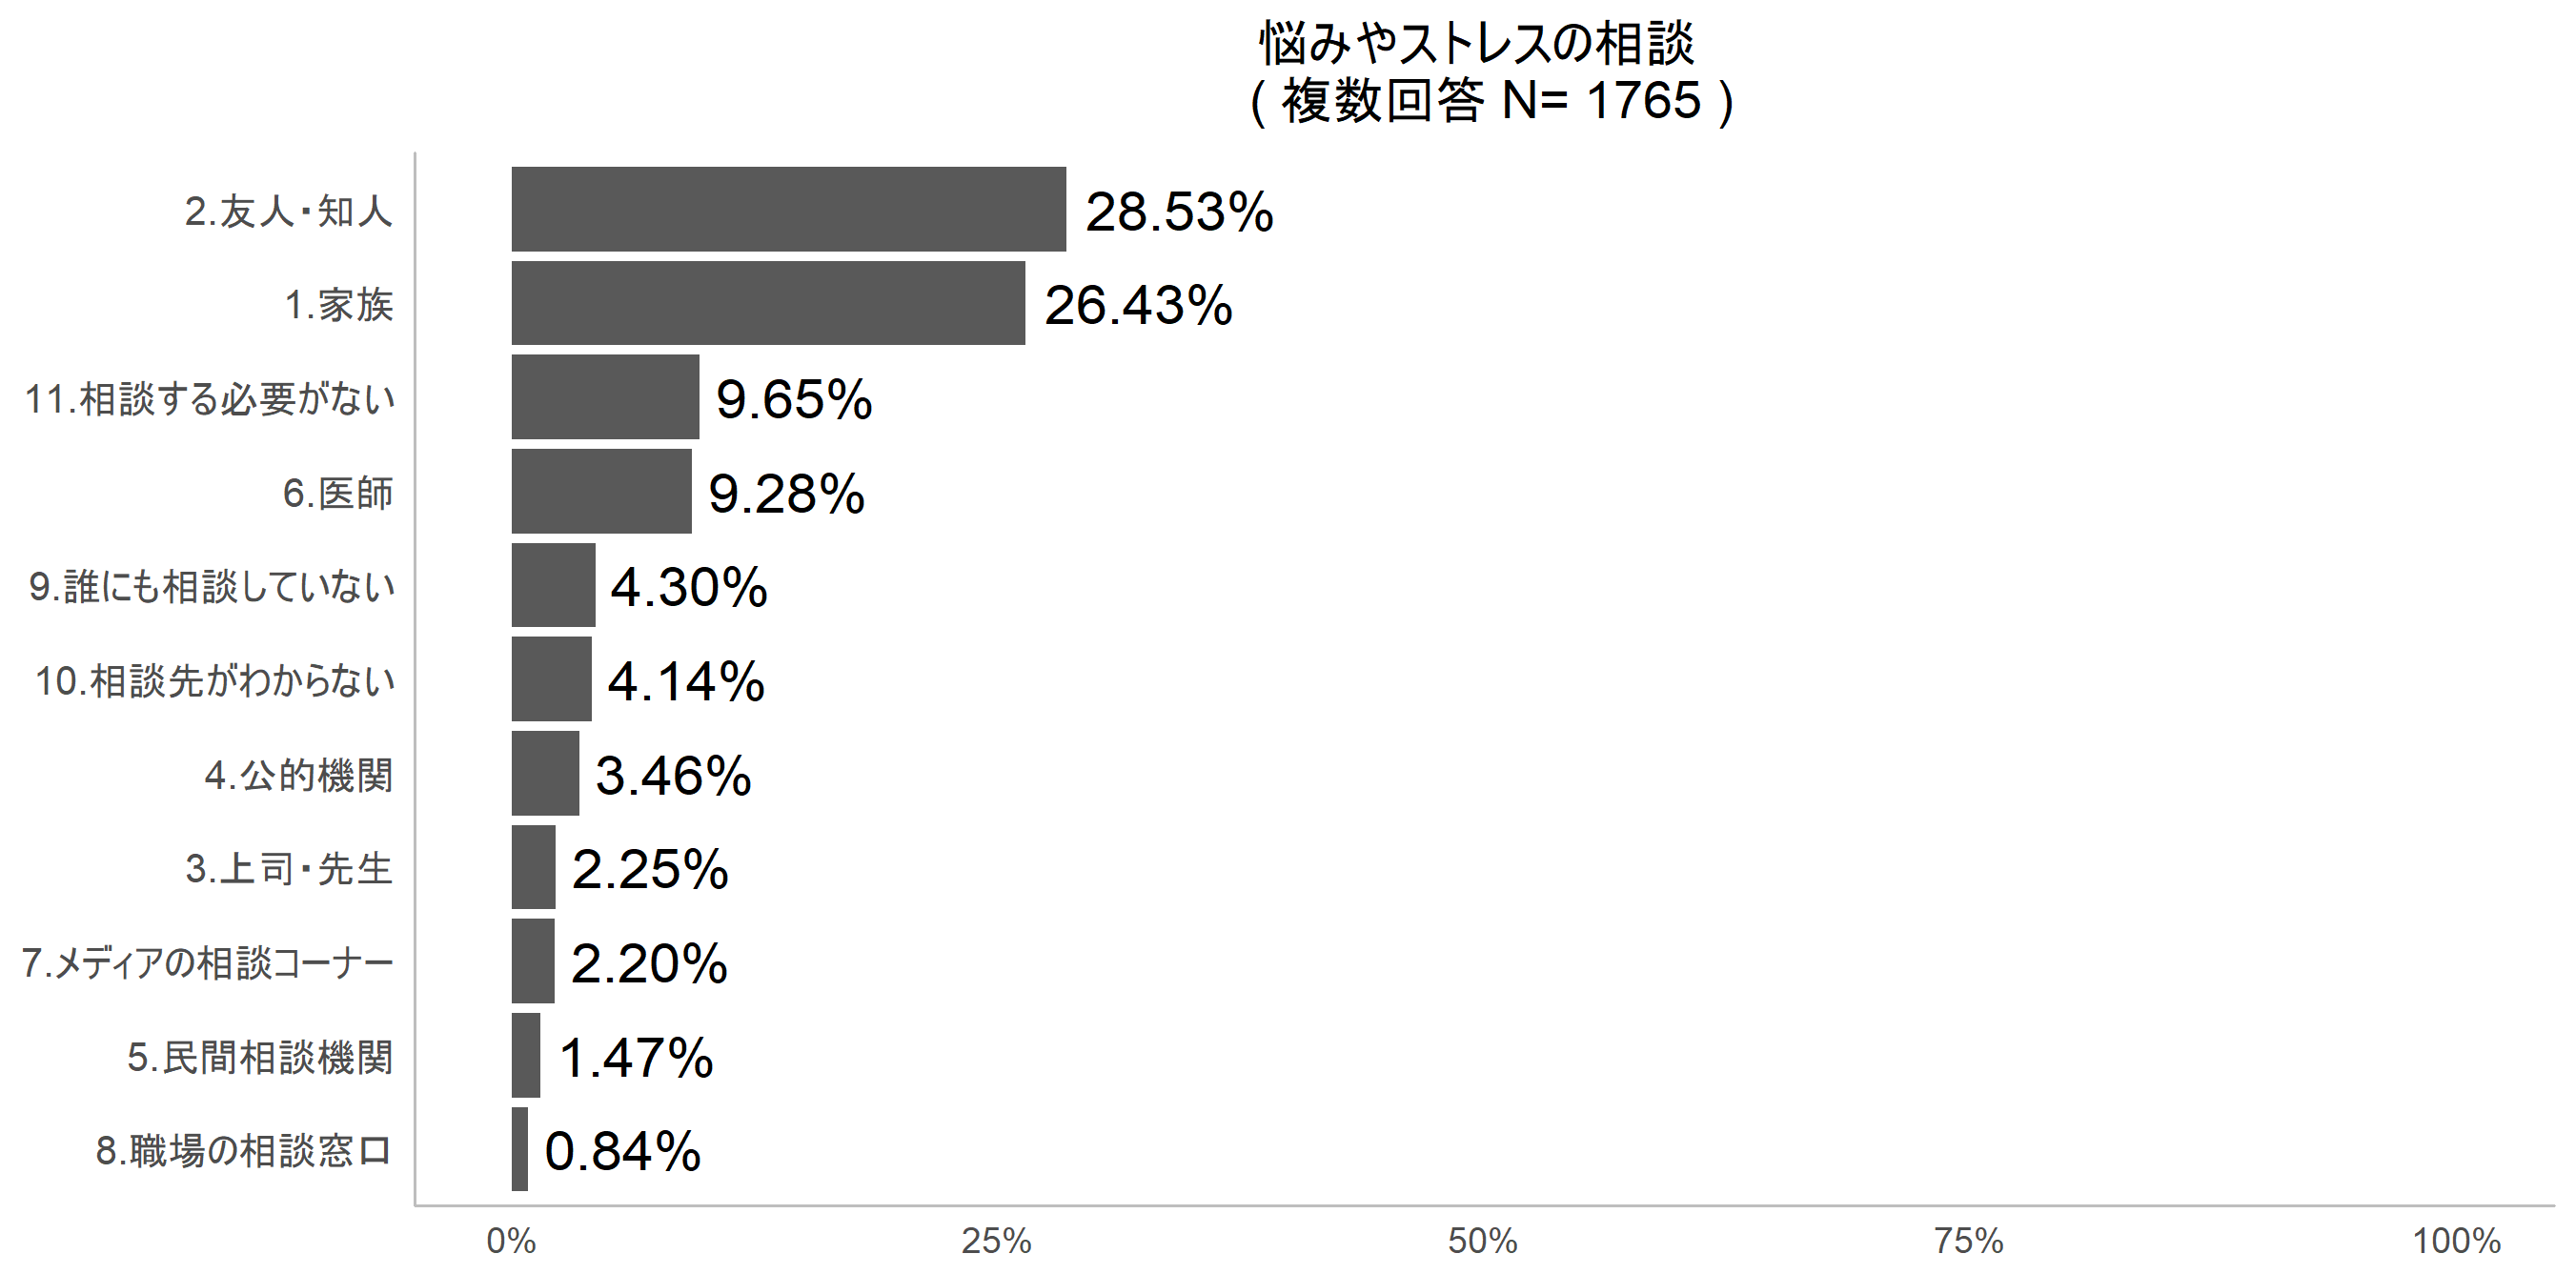 悩みやストレスの相談
( 複数回答 N= 1765 )
2.友人・知人 28.53%
1.家族 26.43%
11.相談する必要がない 9.65%
6.医師 9.28%
9.誰にも相談していない 4.30%
10.相談先がわからない 4.14%
4.公的機関 3.46%
3.上司・先生 2.25%
7.メディアの相談コーナー 2.20%
5.民間相談機関 1.47%
8.職場の相談窓口 0.84%
0% 25% 50% 75% 100%